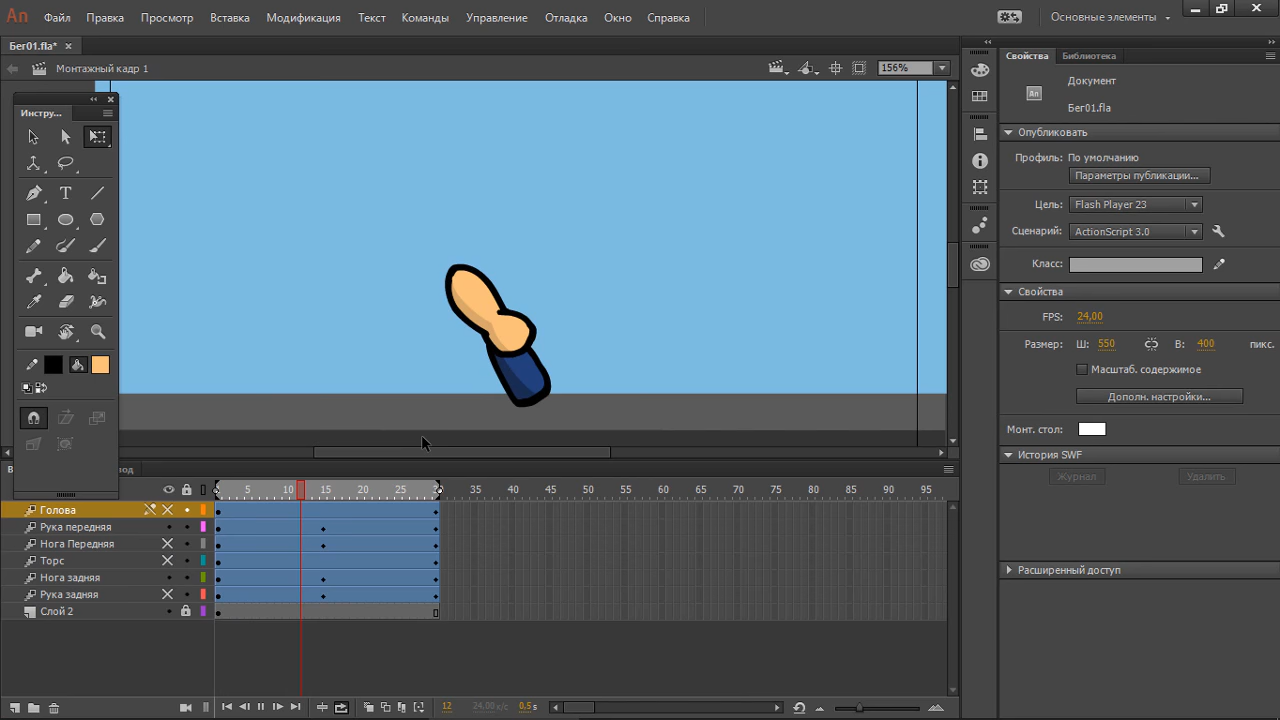 An Файл Правка Просмотр Вставка Модификация Текст Команды Управление Отладка Окно Справка Основные элементы
Бег01.fla* ×
Монтажный кадр 1 156%
Инстру...
Свойства Библиотека
Документ
An Бег01.fla
Опубликовать
Профиль: По умолчанию
Параметры публикации...
Цель: Flash Player 23
Сценарий: ActionScript 3.0
Класс:
Свойства
FPS: 24,00
Размер: Ш: 550 В: 400 пикс.
Масштаб. содержимое
Дополн. настройки...
Монт. стол:
История SWF
Журнал Удалить
Расширенный доступ
вод
5 10 15 20 25 35 40 45 50 55 60 65 70 75 80 85 90 95
Голова
Рука передняя
Нога Передняя
Торс
Нога задняя
Рука задняя
Слой 2
12 24,00 к/с 0,5 s